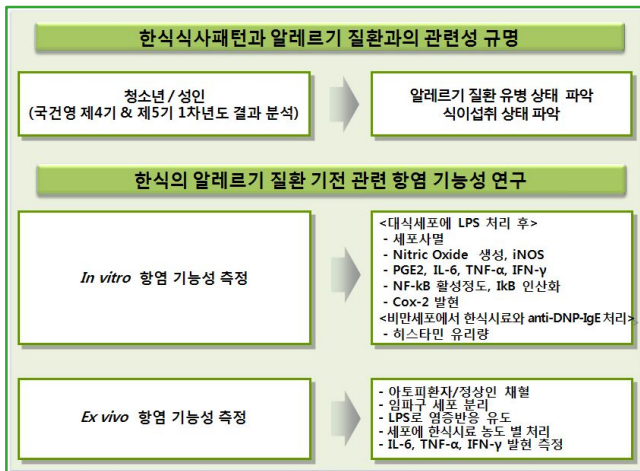 한식식사패턴과 알레르기 질환과의 관련성 규명
청소년 / 성인
(국건영 제4기 & 제5기 1차년도 결과 분석)
알레르기 질환 유병 상태 파악
식이섭취 상태 파악
한식의 알레르기 질환 기전 관련 항염 기능성 연구
In vitro 항염 기능성 측정
<대식세포에 LPS 처리 후>
- 세포사멸
- Nitric Oxide 생성, iNOS
- PGE2, IL-6, TNF-α, IFN-γ
- NF-kB 활성정도, IkB 인산화
- Cox-2 발현
<비만세포에서 한식시료와 anti-DNP-IgE 처리>
- 히스타민 유리량
Ex vivo 항염 기능성 측정
- 아토피환자/정상인 채혈
- 임파구 세포 분리
- LPS로 염증반응 유도
- 세포에 한식시료 농도 별 처리
- IL-6, TNF-α, IFN-γ 발현 측정